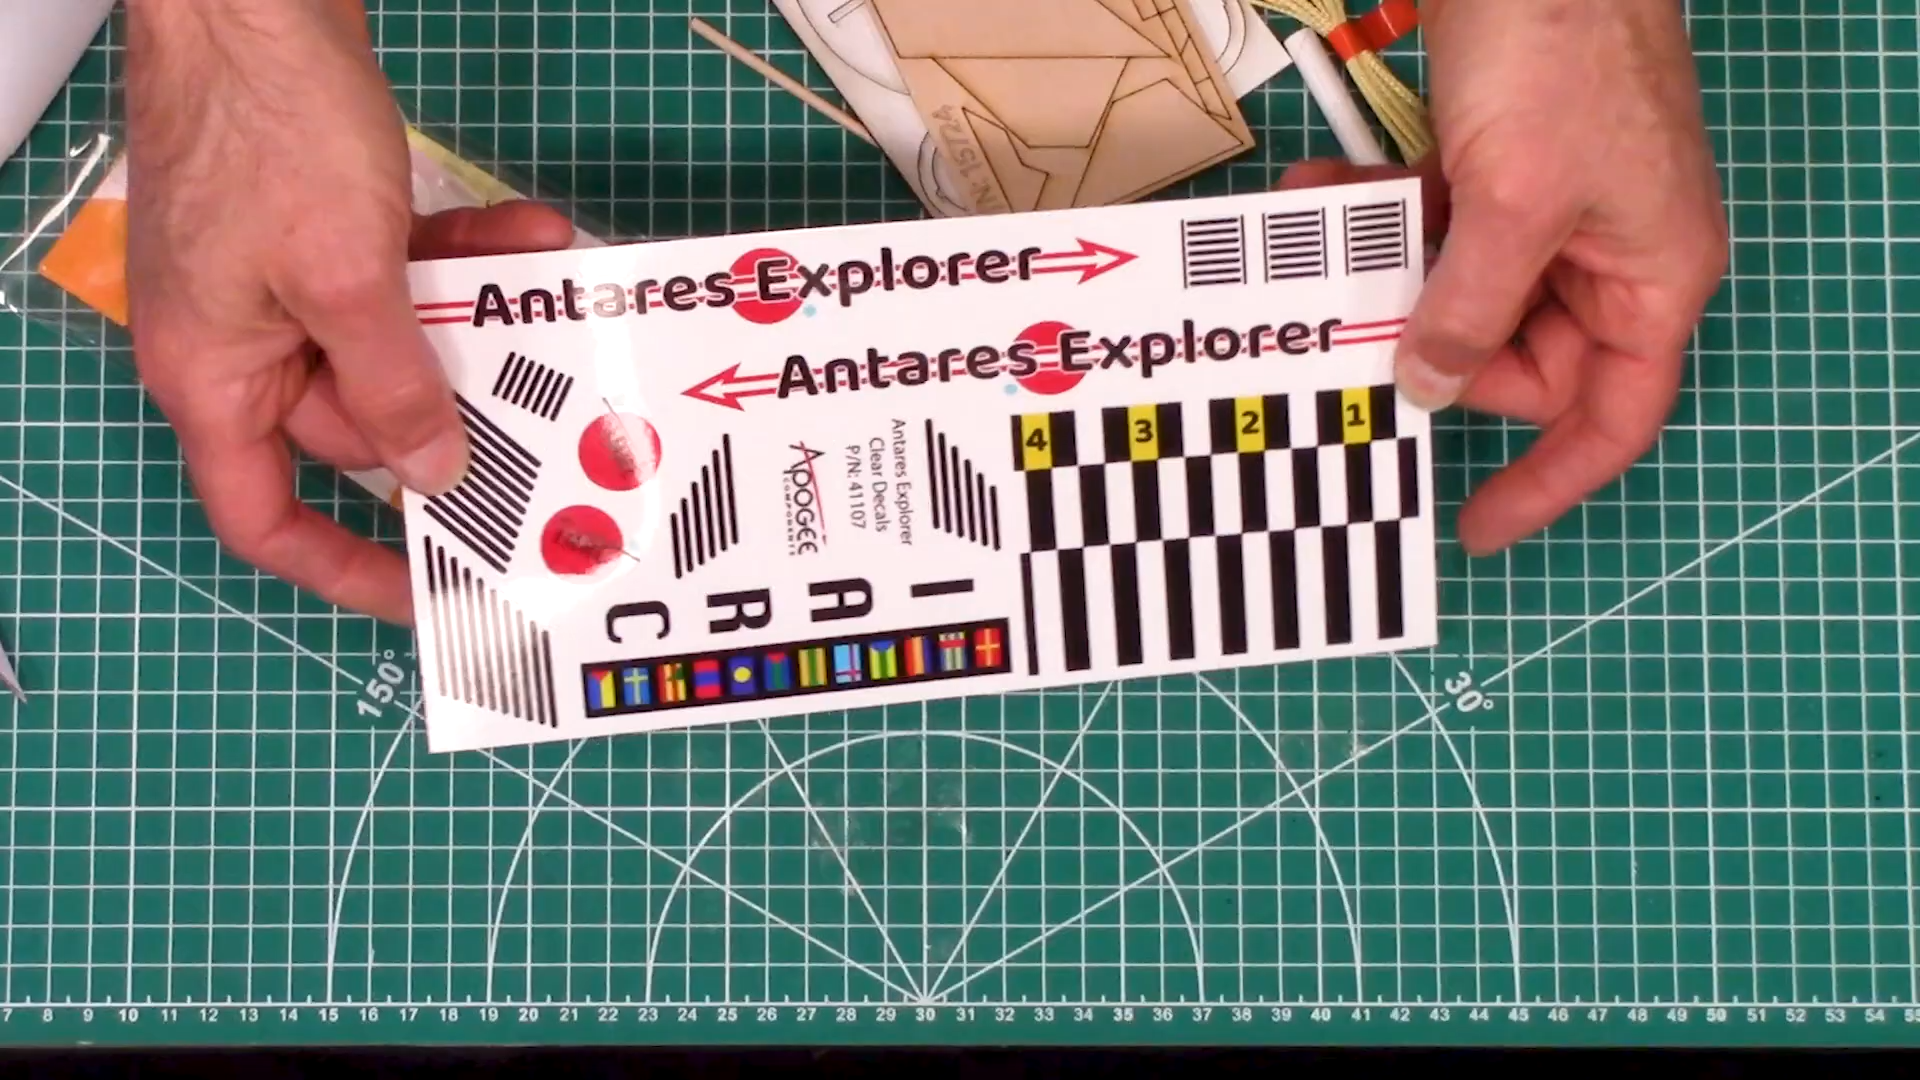 N: 1572A
Antares Explorer
Antares Explorer
4 3 2 1
APOGEE
COMPONENTS
Antares Explorer
Clear Decals
P/N: 41107
C R A I
150°
30°
7 8 9 10 11 12 13 14 15 16 17 18 19 20 21 22 23 24 25 26 27 28 29 30 31 32 33 34 35 36 37 38 39 40 41 42 43 44 45 46 47 48 49 50 51 52 53 54 55